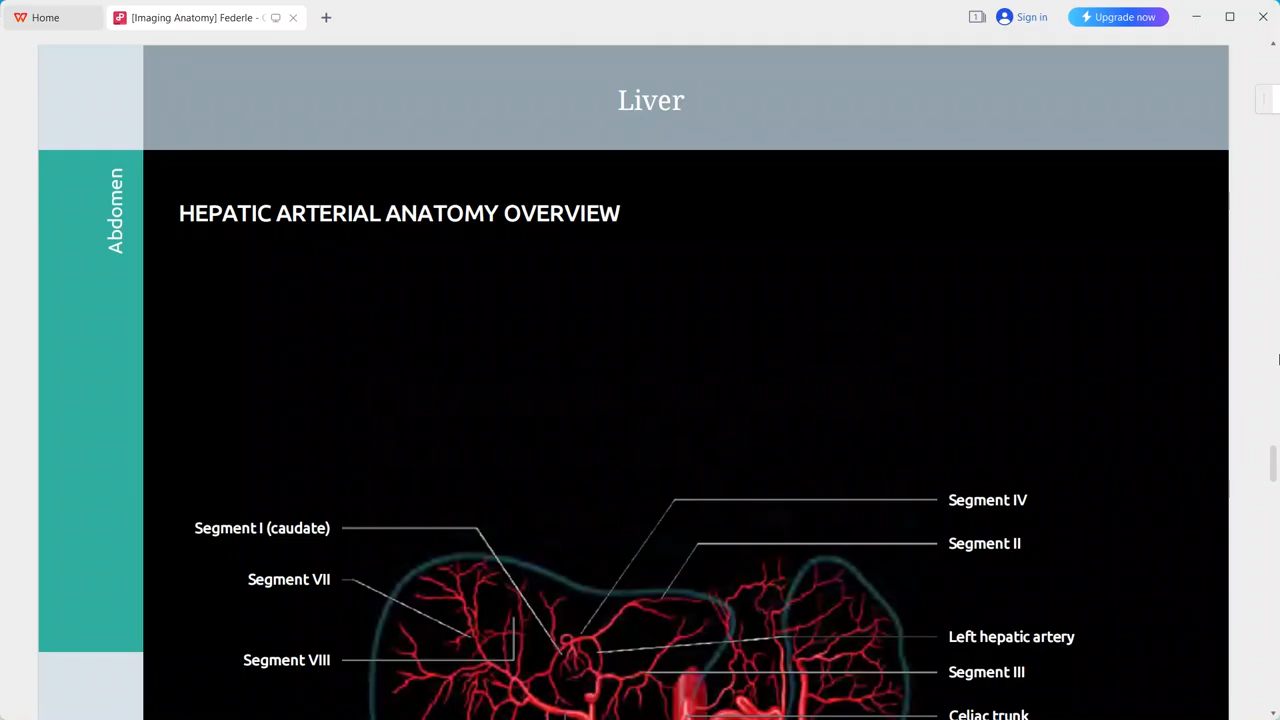 Home
[Imaging Anatomy] Federle -
1
Sign in
Upgrade now
Liver
Abdomen
HEPATIC ARTERIAL ANATOMY OVERVIEW
Segment IV
Segment I (caudate)
Segment II
Segment VII
Left hepatic artery
Segment VIII
Segment III
Celiac trunk